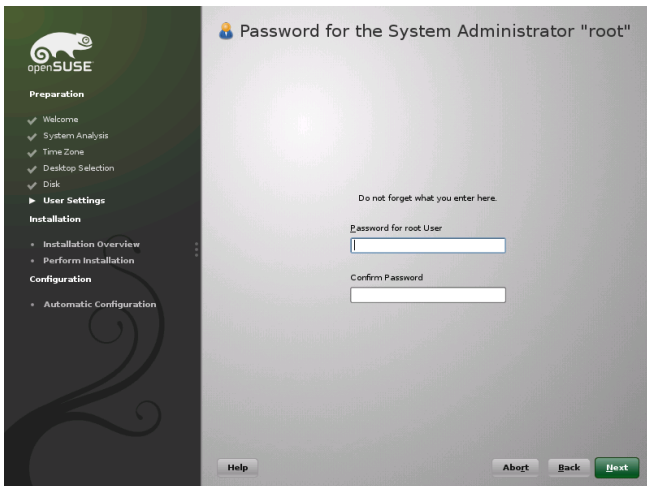 openSUSE
Preparation
Welcome
System Analysis
Time Zone
Desktop Selection
Disk
User Settings
Installation
Installation Overview
Perform Installation
Configuration
Automatic Configuration
Password for the System Administrator "root"
Do not forget what you enter here.
Password for root User
Confirm Password
Help
Abort
Back
Next